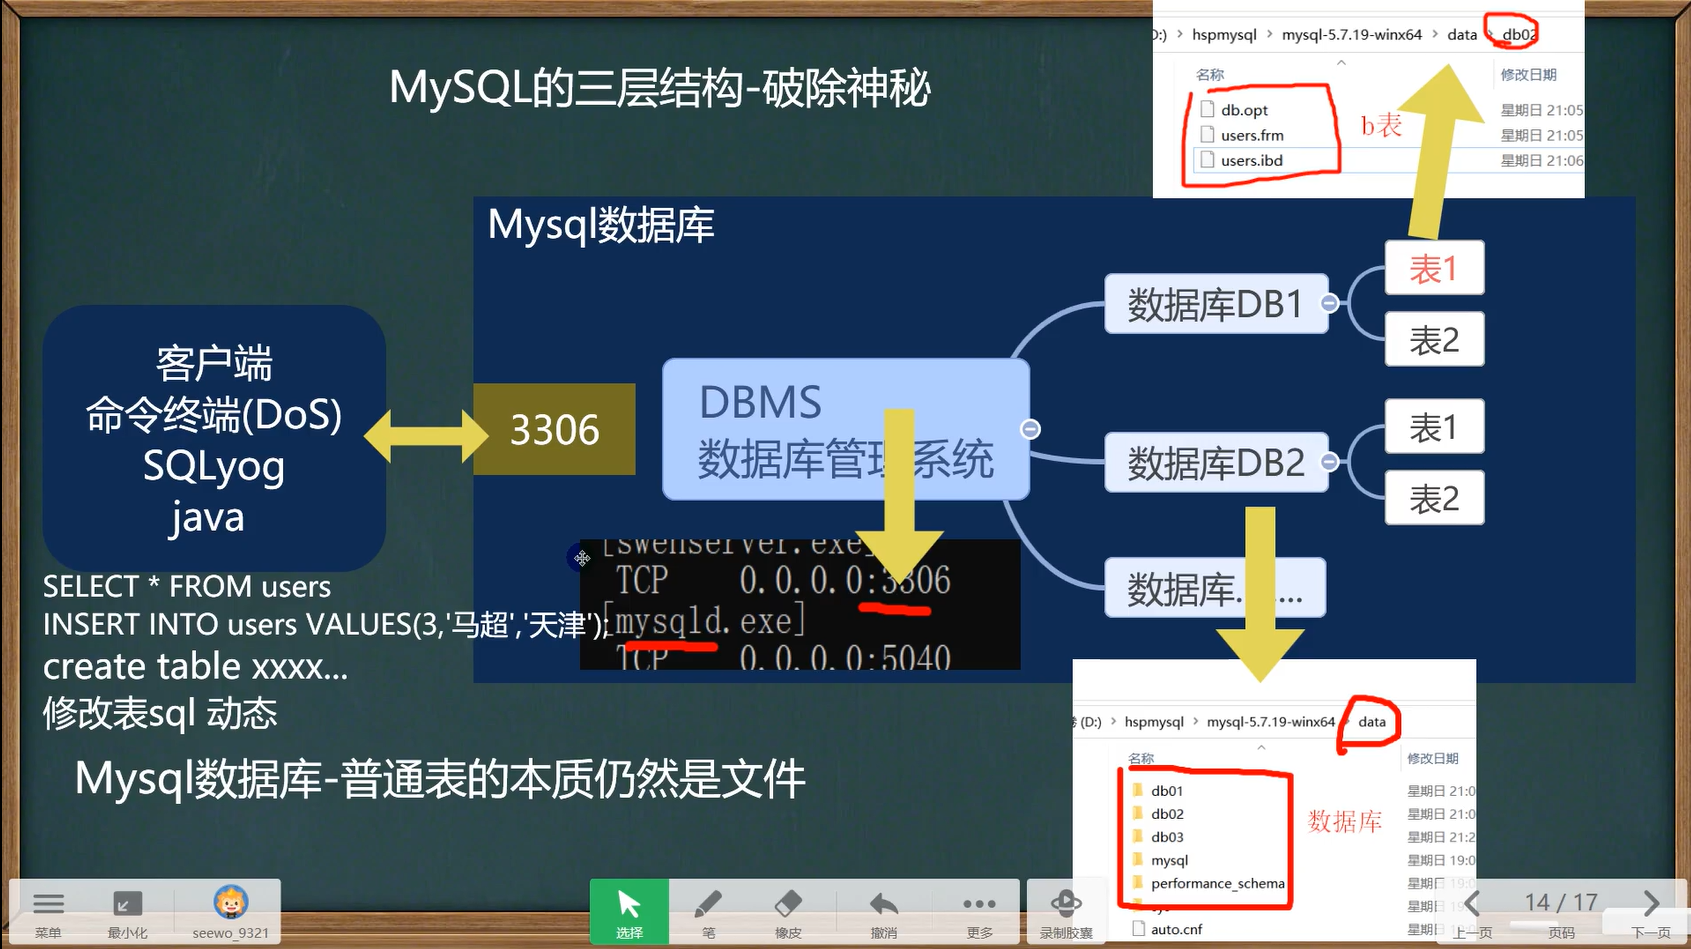 MySQL的三层结构-破除神秘
D:) > hspmysql > mysql-5.7.19-winx64 > data > db02
名称
修改日期
db.opt
星期日 21:05
users.frm
星期日 21:05
users.ibd
星期日 21:06
b表
Mysql数据库
客户端
命令终端(DoS)
SQLyog
java
3306
DBMS
数据库管理系统
数据库DB1
表1
表2
数据库DB2
表1
表2
数据库......
[swenserver.exe]
TCP 0.0.0.0:3306
[mysqld.exe]
TCP 0.0.0.0:5040
SELECT * FROM users
INSERT INTO users VALUES(3,'马超','天津');
create table xxxx...
修改表sql 动态
Mysql数据库-普通表的本质仍然是文件
(D:) > hspmysql > mysql-5.7.19-winx64 > data
名称
修改日期
db01
星期日 21:0
db02
星期日 21:0
db03
星期日 21:2
mysql
星期日 19:0
performance_schema
星期日 19:0
星期日 19:0
auto.cnf
数据库
菜单
最小化
seewo_9321
选择
笔
橡皮
撤消
更多
录制胶囊
上一页
14 / 17
页码
下一页